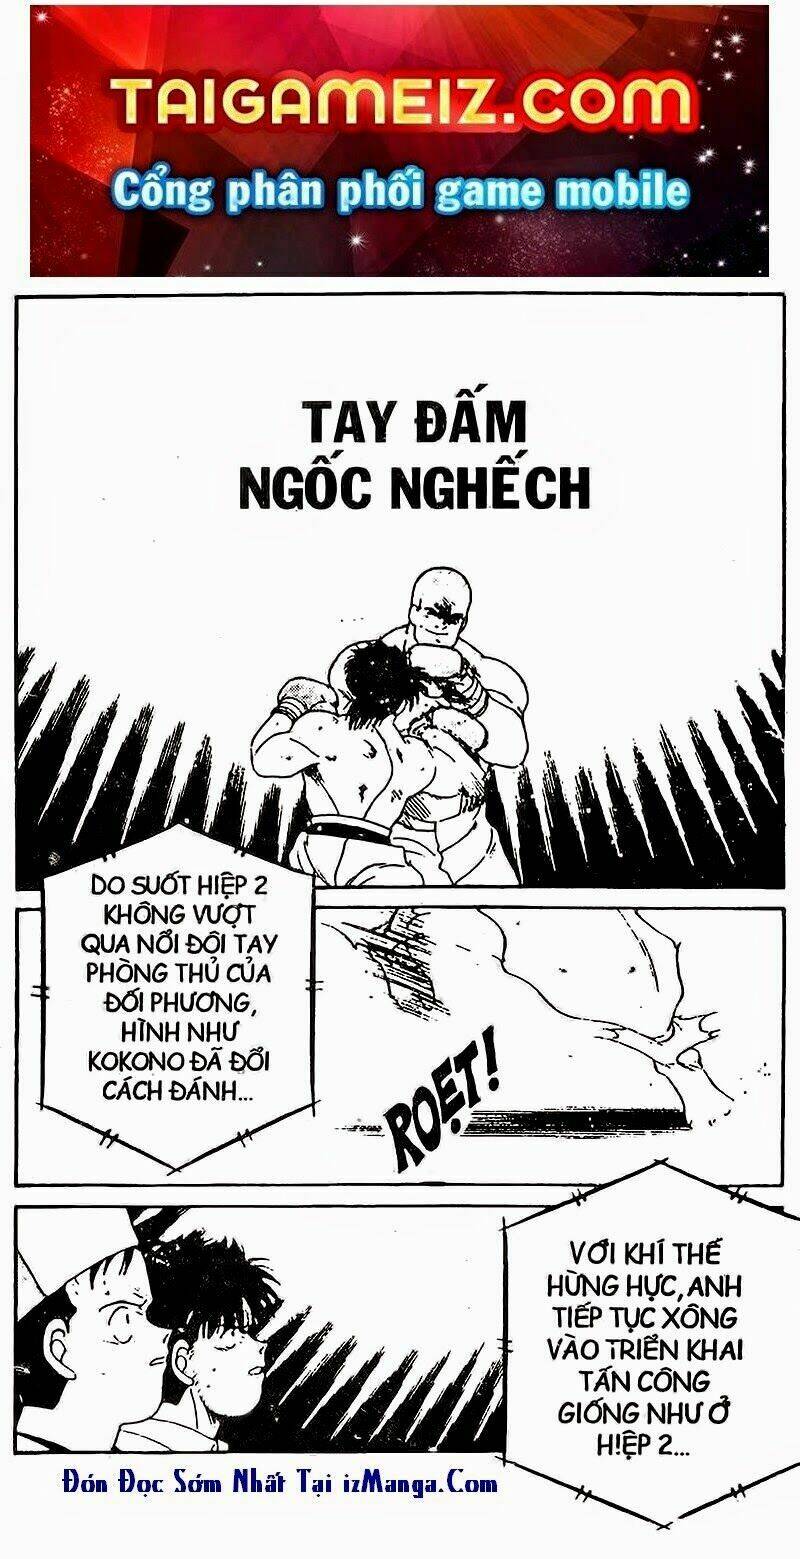 TAIGAMEIZ.COM
Cổng phân phối game mobile
TAY ĐẤM
NGỐC NGHẾCH
DO SUỐT HIỆP 2
KHÔNG VƯỢT
QUA NỔI ĐÔI TAY
PHÒNG THỦ CỦA
ĐỐI PHƯƠNG,
HÌNH NHƯ
KOKONO ĐÃ ĐỔI
CÁCH ĐÁNH...
ROẸT!
VỚI KHÍ THẾ
HỪNG HỰC, ANH
TIẾP TỤC XÔNG
VÀO TRIỂN KHAI
TẤN CÔNG
GIỐNG NHƯ Ở
HIỆP 2...
Đón Đọc Sớm Nhất Tại izManga.Com